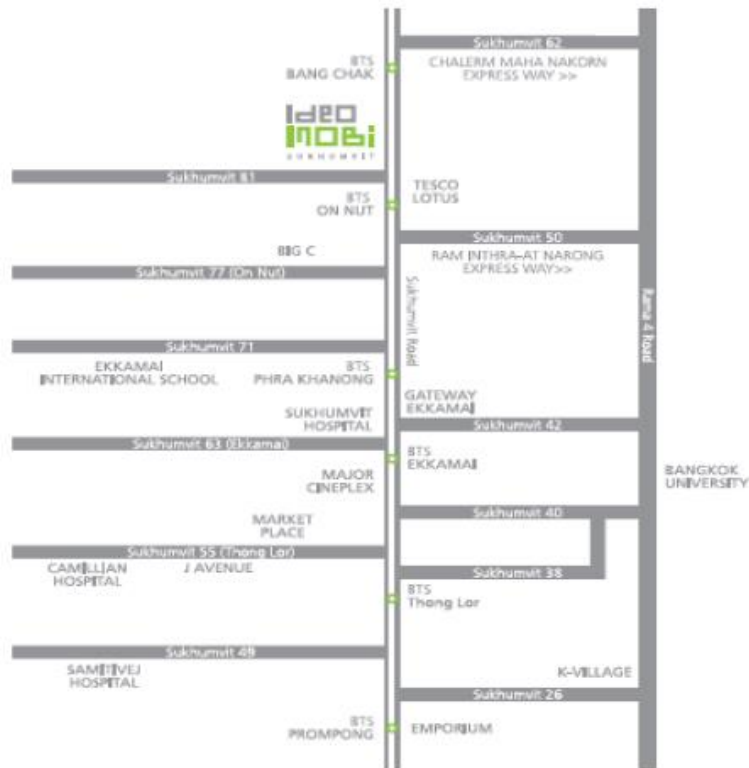 Sukhumvit 62
BTS
BANG CHAK
CHALERM MAHA NAKORN
EXPRESS WAY >>
IDEO
MOBI
SUKHUMVIT
Sukhumvit 81
TESCO
LOTUS
BTS
ON NUT
Sukhumvit 50
BIG C
RAM INTHRA-AT NARONG
EXPRESS WAY>>
Sukhumvit 77 (On Nut)
Sukhumvit Road
Rama 4 Road
Sukhumvit 71
EKKAMAI
INTERNATIONAL SCHOOL
BTS
PHRA KHANONG
GATEWAY
EKKAMAI
SUKHUMVIT
HOSPITAL
Sukhumvit 42
Sukhumvit 63 (Ekkamai)
BTS
EKKAMAI
BANGKOK
UNIVERSITY
MAJOR
CINEPLEX
Sukhumvit 40
MARKET
PLACE
Sukhumvit 55 (Thong Lor)
CAMILLIAN
HOSPITAL
J AVENUE
Sukhumvit 38
BTS
Thong Lor
Sukhumvit 49
SAMITIVEJ
HOSPITAL
K-VILLAGE
Sukhumvit 26
BTS
PROMPONG
EMPORIUM